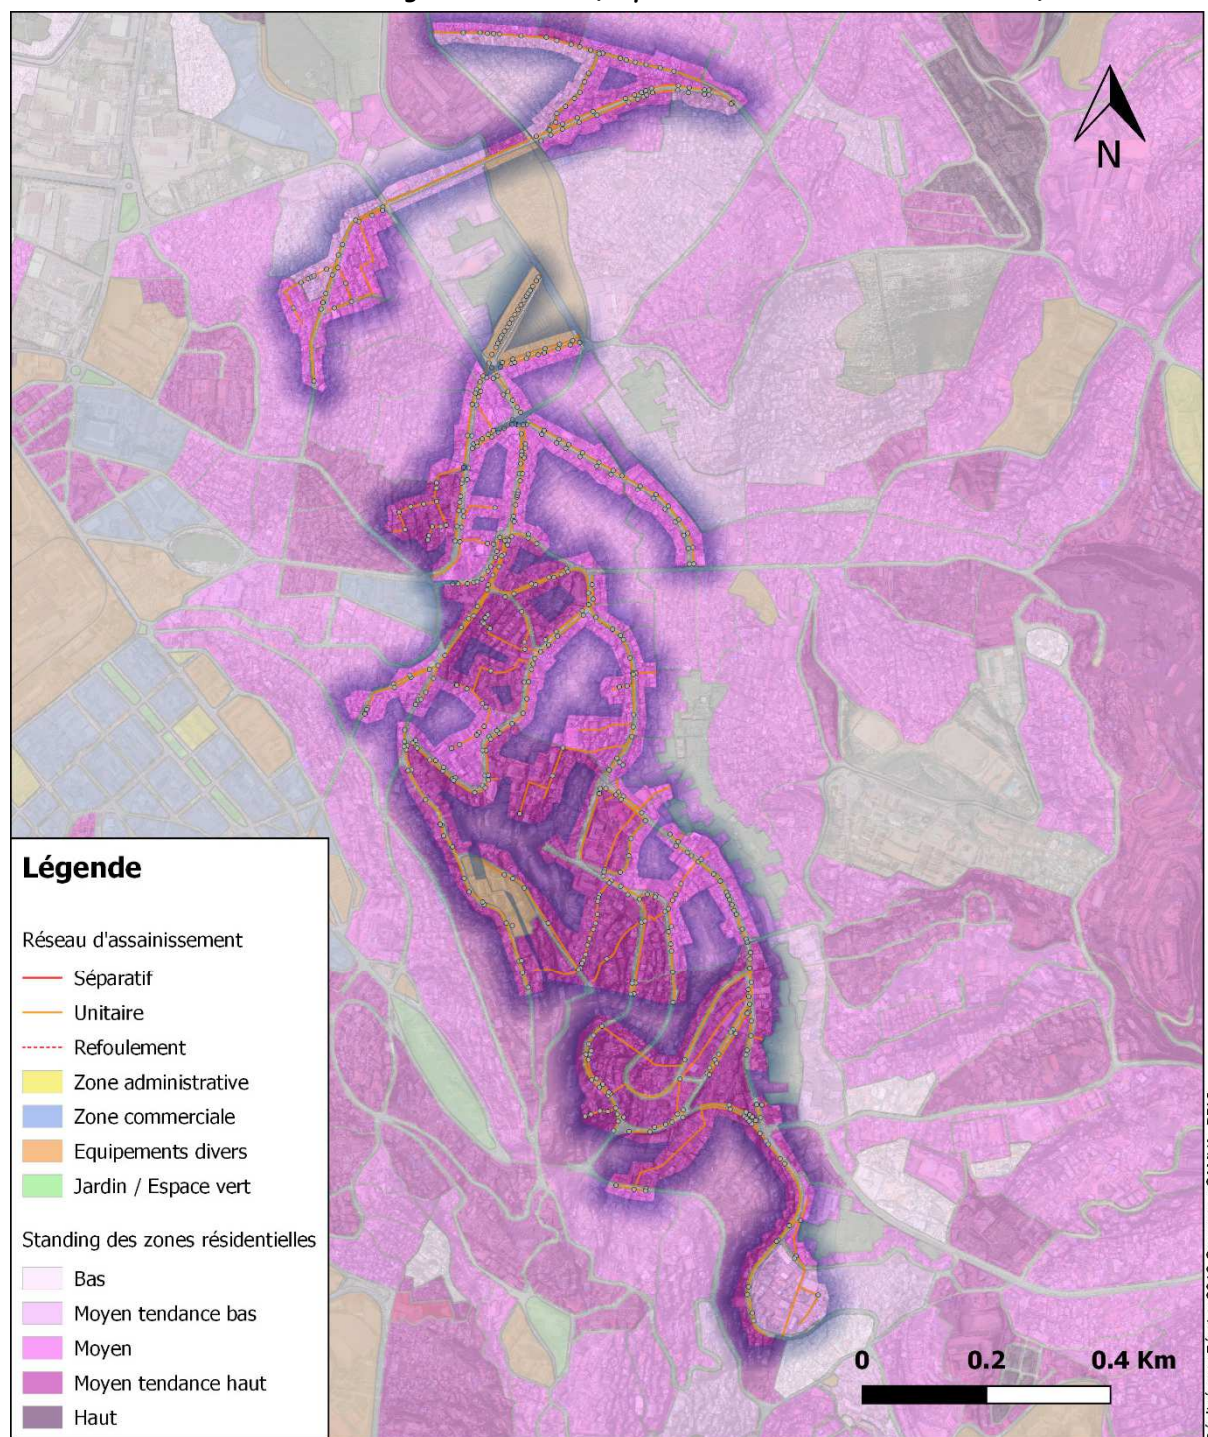 N
Légende
Réseau d'assainissement
Séparatif
Unitaire
Refoulement
Zone administrative
Zone commerciale
Equipements divers
Jardin / Espace vert
Standing des zones résidentielles
Bas
Moyen tendance bas
Moyen
Moyen tendance haut
Haut
0 0.2 0.4 Km